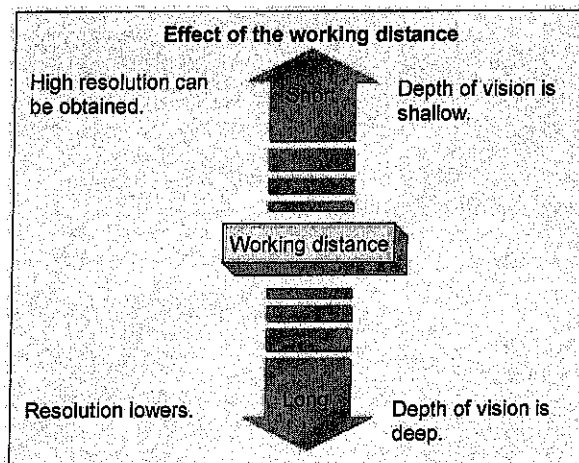 Effect of the working distance
High resolution can
be obtained.
Short
Depth of vision is
shallow.
Working distance
Long
Resolution lowers.
Depth of vision is
deep.